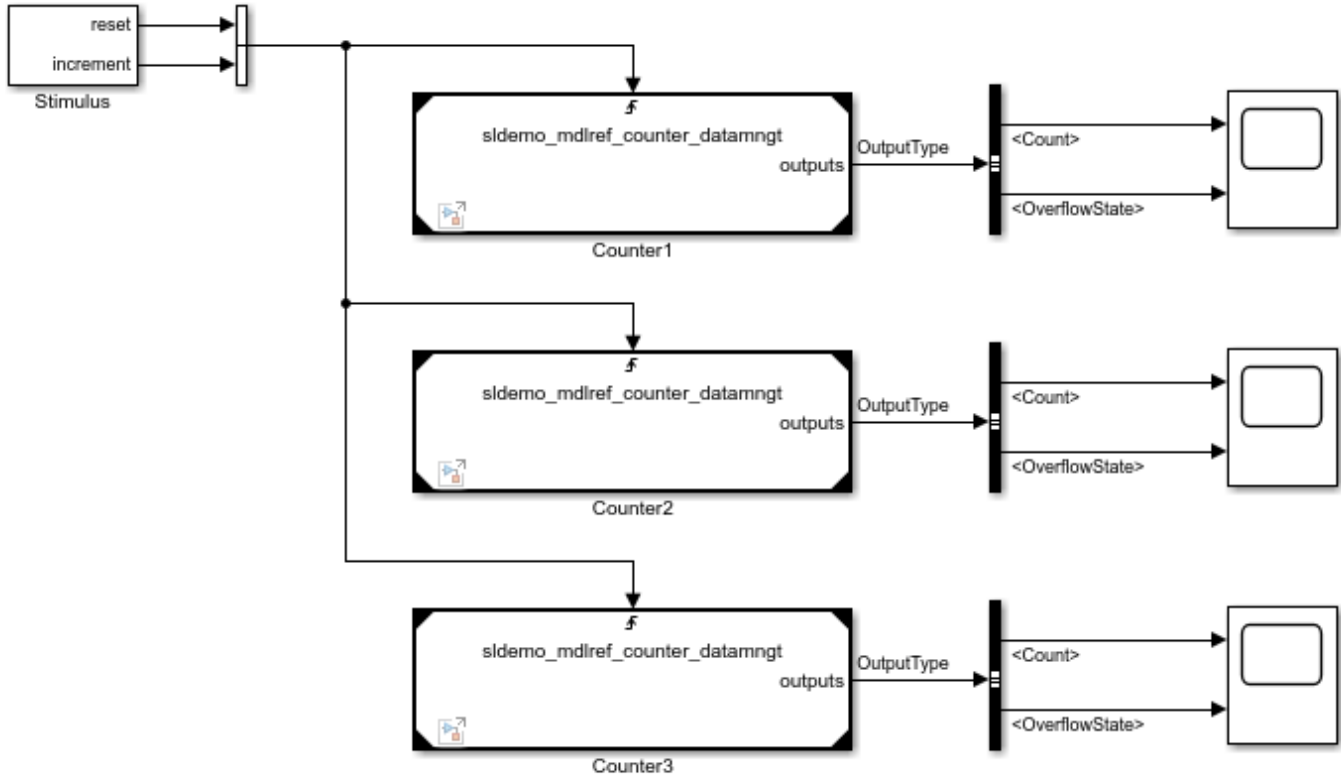 reset
increment
Stimulus
sldemo_mdlref_counter_datamngt
outputs
OutputType
<Count>
<OverflowState>
Counter1
sldemo_mdlref_counter_datamngt
outputs
OutputType
<Count>
<OverflowState>
Counter2
sldemo_mdlref_counter_datamngt
outputs
OutputType
<Count>
<OverflowState>
Counter3